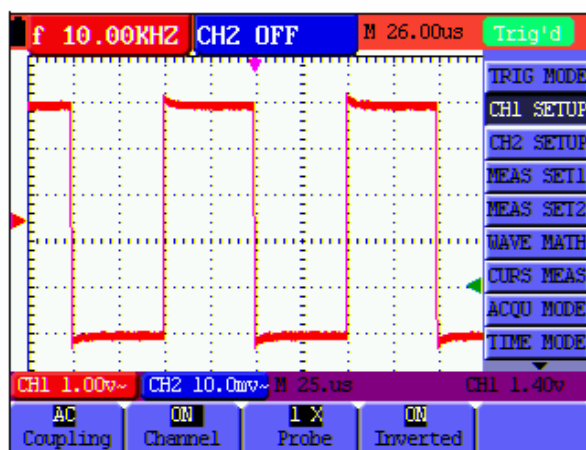 f 10.00KHZ CH2 OFF M 26.00us Trig'd
TRIG MODE
CH1 SETUP
CH2 SETUP
MEAS SET1
MEAS SET2
WAVE MATH
CURS MEAS
ACQU MODE
TIME MODE
CH1 1.00v~ CH2 10.0mv~ M 25.us CH1 1.40v
AC ON 1 X ON
Coupling Channel Probe Inverted